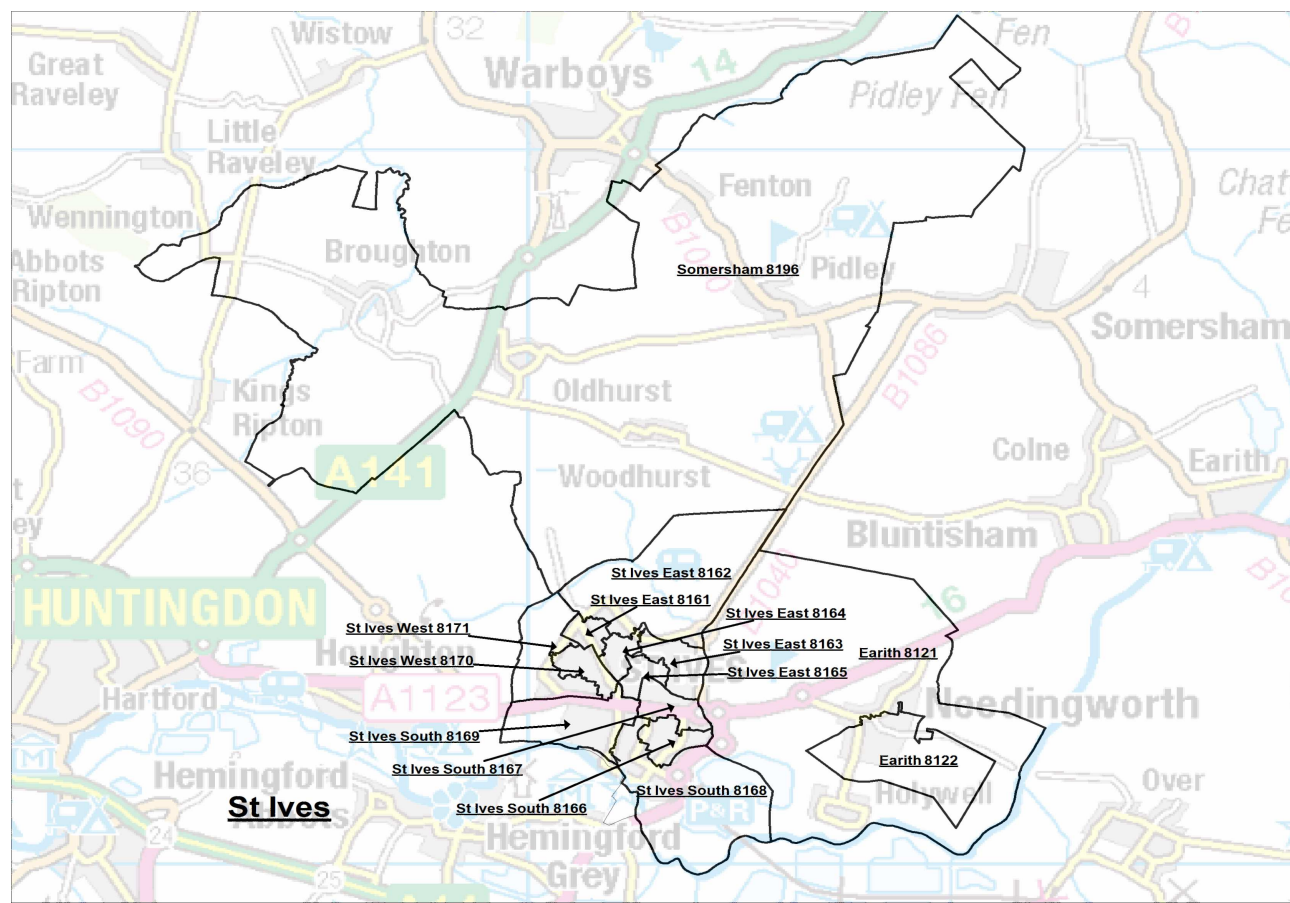 Wistow
32
Fen
Great
Raveley
Warboys
14
Pidley Fen
Little
Raveley
Fenton
Chat
Fe
Wennington
Broughton
B1040
Somersham 8196
Pidley
Abbots
Ripton
4
Somersham
Farm
B1086
Kings
Ripton
Oldhurst
B1090
A141
36
Woodhurst
Colne
Earith
t
ey
Bluntisham
St Ives East 8162
B1040
HUNTINGDON
St Ives East 8161
16
St Ives East 8164
St Ives West 8171
Houghton
St Ives East 8163
Earith 8121
St Ives West 8170
St Ives East 8165
Hartford
A1123
Needingworth
St Ives South 8169
Earith 8122
St Ives South 8167
Over
Hemingford
Abbots
St Ives South 8168
Holywell
St Ives
St Ives South 8166
P&R
24
Hemingford
Grey
25